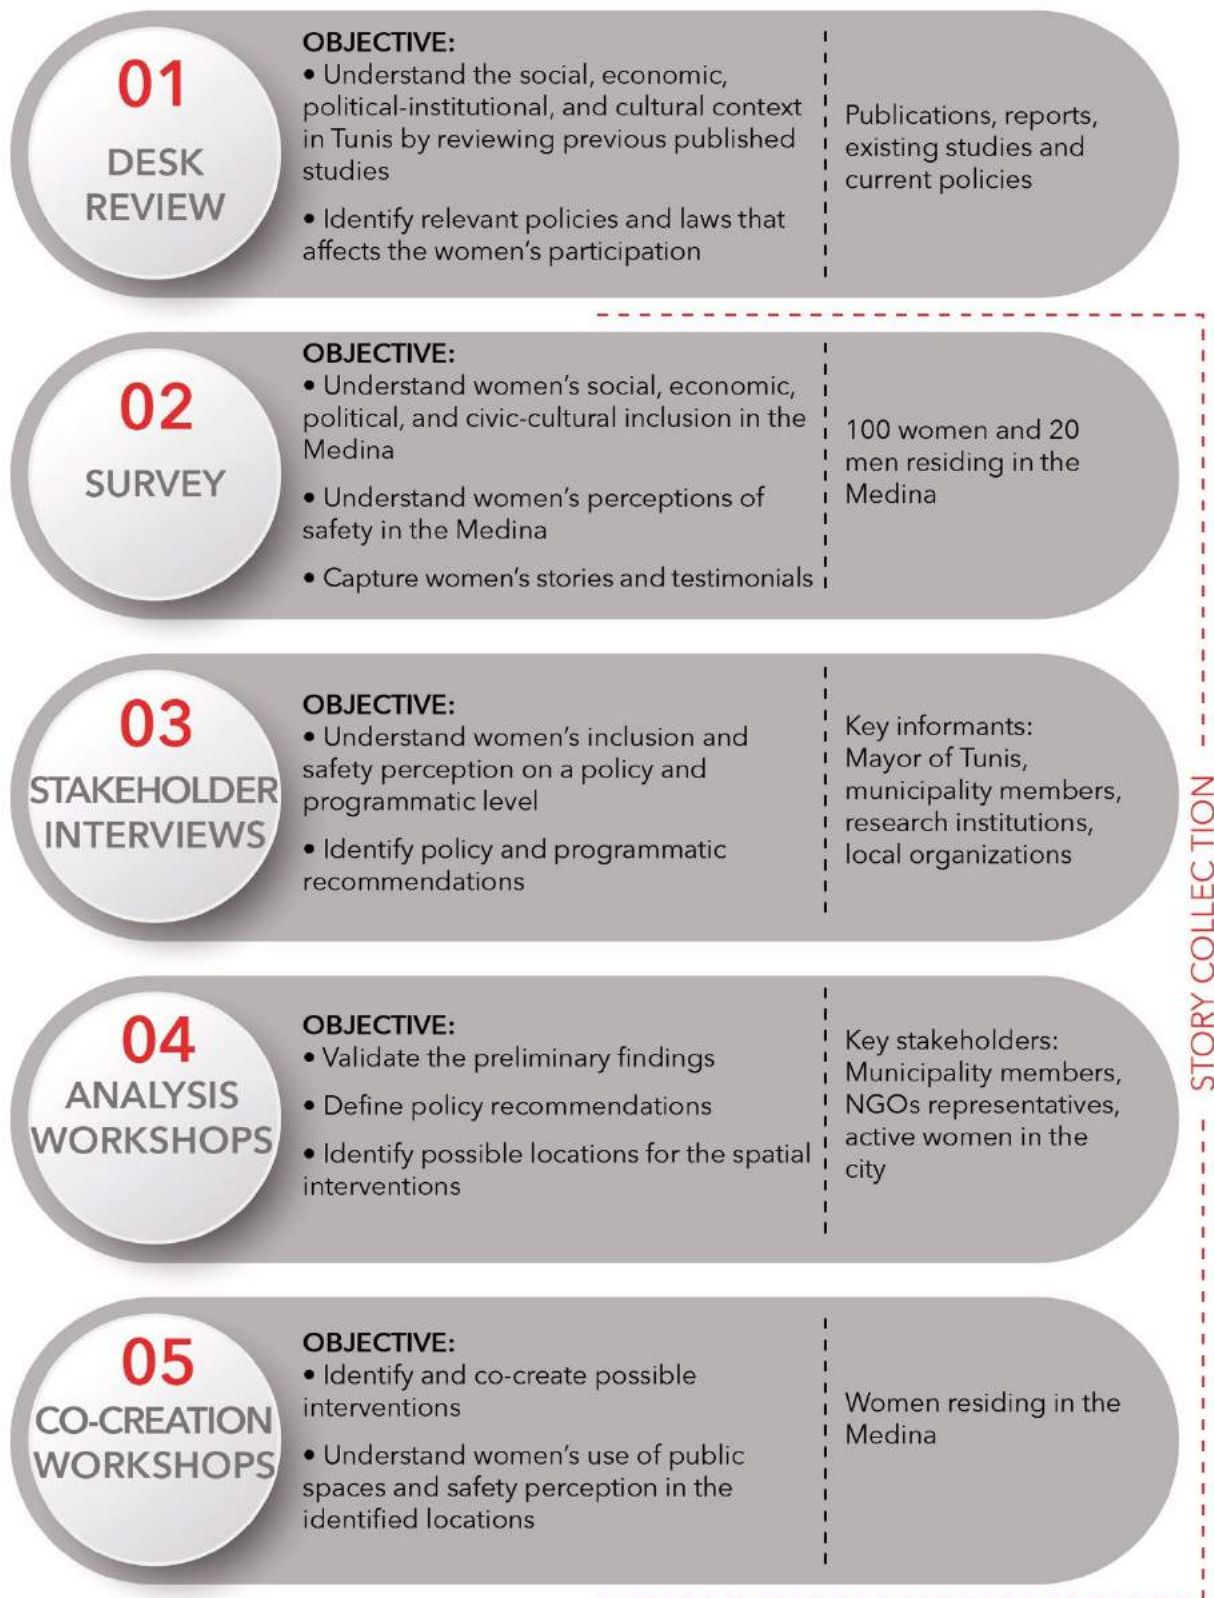 01
DESK
REVIEW
OBJECTIVE:
• Understand the social, economic,
political-institutional, and cultural context
in Tunis by reviewing previous published
studies
• Identify relevant policies and laws that
affects the women's participation
Publications, reports,
existing studies and
current policies
02
SURVEY
OBJECTIVE:
• Understand women's social, economic,
political, and civic-cultural inclusion in the
Medina
• Understand women's perceptions of
safety in the Medina
• Capture women's stories and testimonials
100 women and 20
men residing in the
Medina
03
STAKEHOLDER
INTERVIEWS
OBJECTIVE:
• Understand women's inclusion and
safety perception on a policy and
programmatic level
• Identify policy and programmatic
recommendations
Key informants:
Mayor of Tunis,
municipality members,
research institutions,
local organizations
04
ANALYSIS
WORKSHOPS
OBJECTIVE:
• Validate the preliminary findings
• Define policy recommendations
• Identify possible locations for the spatial
interventions
Key stakeholders:
Municipality members,
NGOs representatives,
active women in the
city
05
CO-CREATION
WORKSHOPS
OBJECTIVE:
• Identify and co-create possible
interventions
• Understand women's use of public
spaces and safety perception in the
identified locations
Women residing in the
Medina
STORY COLLECTION